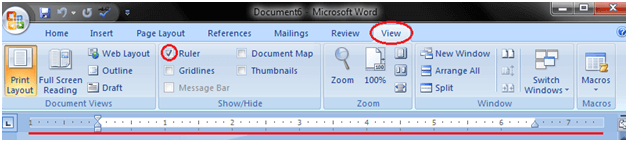 Document6 - Microsoft Word
Home Insert Page Layout References Mailings Review View
Print Layout
Full Screen Reading
Web Layout
Outline
Draft
Document Views
Ruler
Gridlines
Message Bar
Document Map
Thumbnails
Show/Hide
Zoom
100%
Zoom
New Window
Arrange All
Split
Switch Windows
Window
Macros
Macros
L 1 1 2 3 4 5 6 7